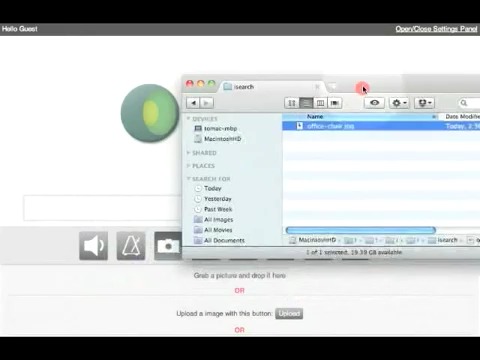 Hello Guest
Open/Close Settings Panel
isearch
DEVICES
tomac-mbp
MacintoshHD
SHARED
PLACES
SEARCH FOR
Today
Yesterday
Past Week
All Images
All Movies
All Documents
Name
Date Modifie
office-chair.jpg
Today, 2:5
MacintoshHD
isearch
1 of 1 selected, 19.39 GB available
Grab a picture and drop it here
OR
Upload a image with this button: Upload
OR